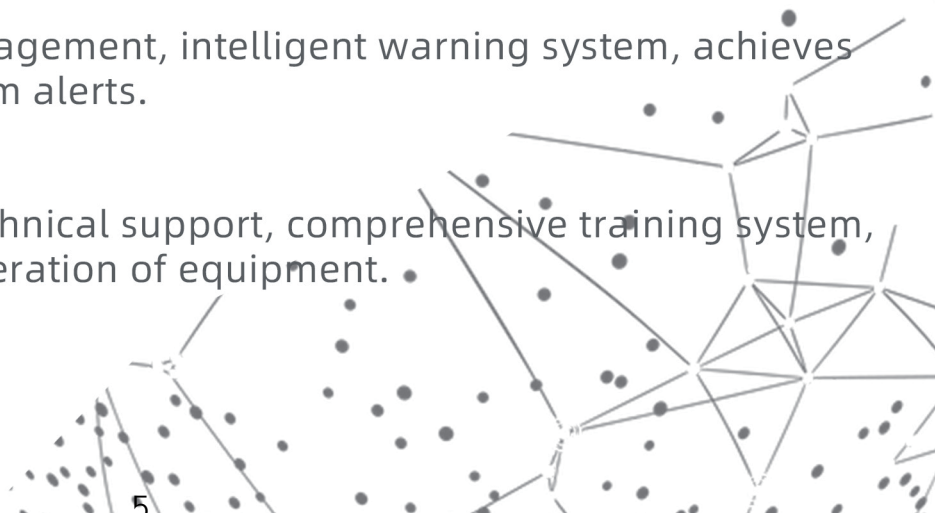 agement, intelligent warning system, achieves
m alerts.
hnical support, comprehensive training system,
eration of equipment.
5